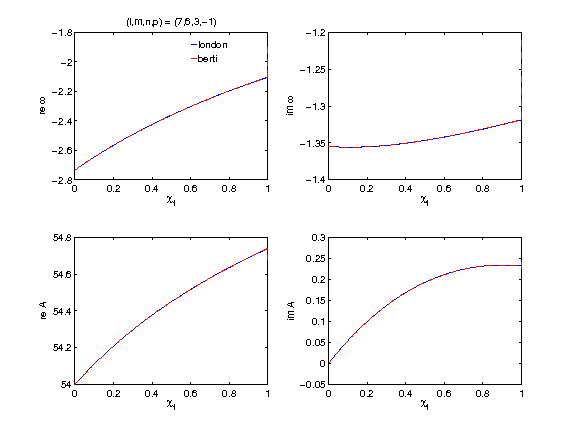 (l,m,n,p) = (7,6,3,−1)
−1.8
−2
−2.2
−2.4
−2.6
−2.8
re ω
0 0.2 0.4 0.6 0.8 1
χf
london
berti
−1.2
−1.25
−1.3
−1.35
−1.4
im ω
0 0.2 0.4 0.6 0.8 1
χf
54.8
54.6
54.4
54.2
54
re A
0 0.2 0.4 0.6 0.8 1
χf
0.3
0.25
0.2
0.15
0.1
0.05
0
−0.05
im A
0 0.2 0.4 0.6 0.8 1
χf